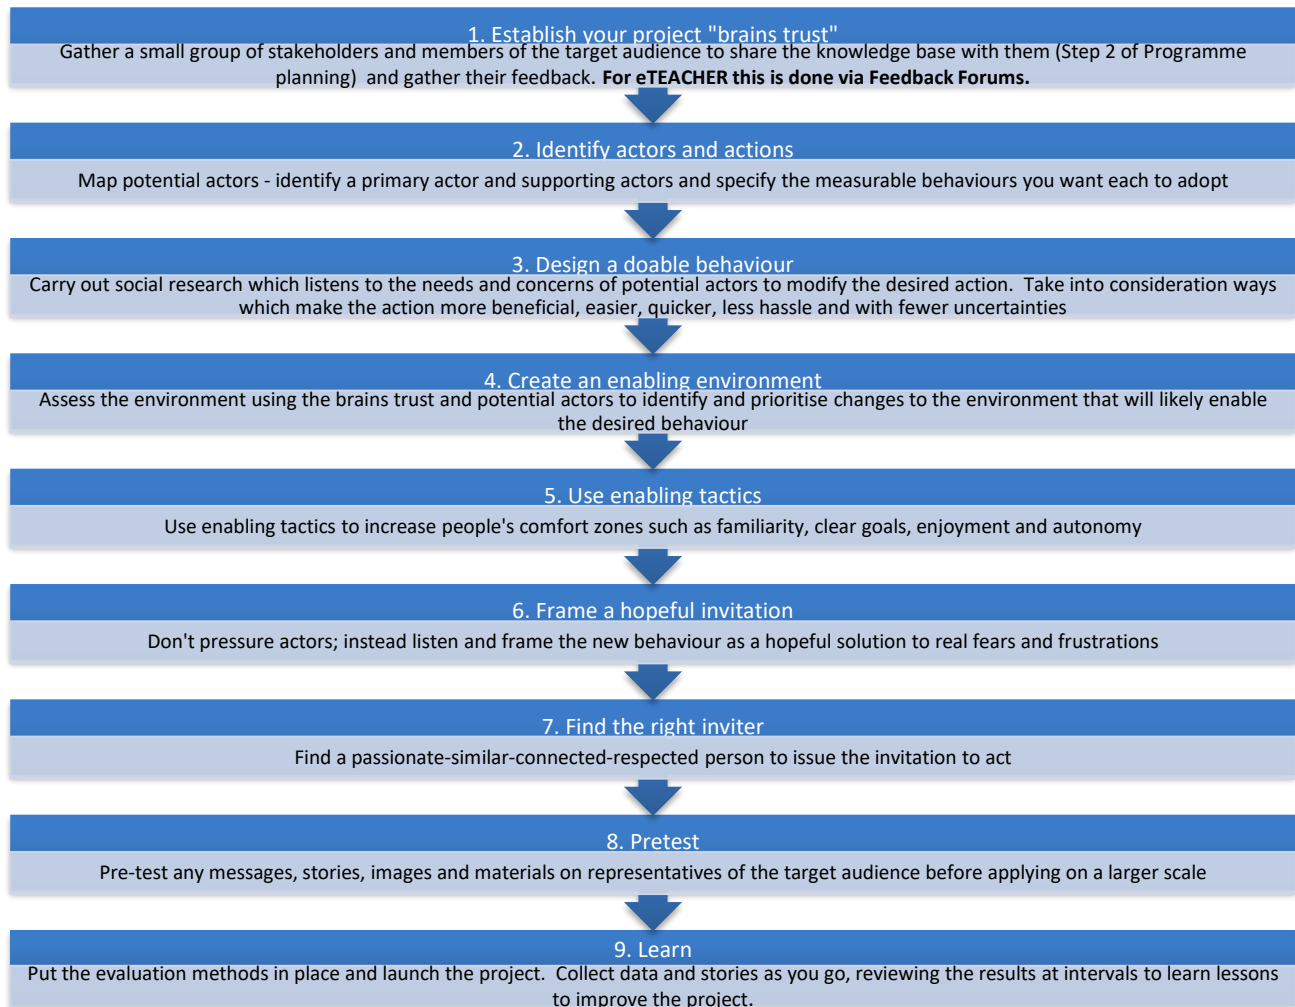 1. Establish your project "brains trust"
Gather a small group of stakeholders and members of the target audience to share the knowledge base with them (Step 2 of Programme
planning)  and gather their feedback. For eTEACHER this is done via Feedback Forums.
2. Identify actors and actions
Map potential actors - identify a primary actor and supporting actors and specify the measurable behaviours you want each to adopt
3. Design a doable behaviour
Carry out social research which listens to the needs and concerns of potential actors to modify the desired action.  Take into consideration ways
which make the action more beneficial, easier, quicker, less hassle and with fewer uncertainties
4. Create an enabling environment
Assess the environment using the brains trust and potential actors to identify and prioritise changes to the environment that will likely enable
the desired behaviour
5. Use enabling tactics
Use enabling tactics to increase people's comfort zones such as familiarity, clear goals, enjoyment and autonomy
6. Frame a hopeful invitation
Don't pressure actors; instead listen and frame the new behaviour as a hopeful solution to real fears and frustrations
7. Find the right inviter
Find a passionate-similar-connected-respected person to issue the invitation to act
8. Pretest
Pre-test any messages, stories, images and materials on representatives of the target audience before applying on a larger scale
9. Learn
Put the evaluation methods in place and launch the project.  Collect data and stories as you go, reviewing the results at intervals to learn lessons
to improve the project.